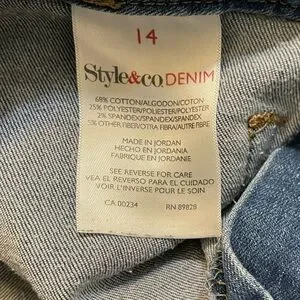 14
Style&co. DENIM
68% COTTON/ALGODON/COTON
25% POLYESTER/POLIESTER/POLYESTER
2% SPANDEX/SPANDEX/SPANDEX
5% OTHER FIBER/OTRA FIBRA/AUTRE FIBRE
MADE IN JORDAN
HECHO EN JORDANIA
FABRIQUE EN JORDANIE
SEE REVERSE FOR CARE
VEA EL REVERSO PARA EL CUIDADO
VOIR L'INVERSE POUR LE SOIN
CA 00234 RN 89828